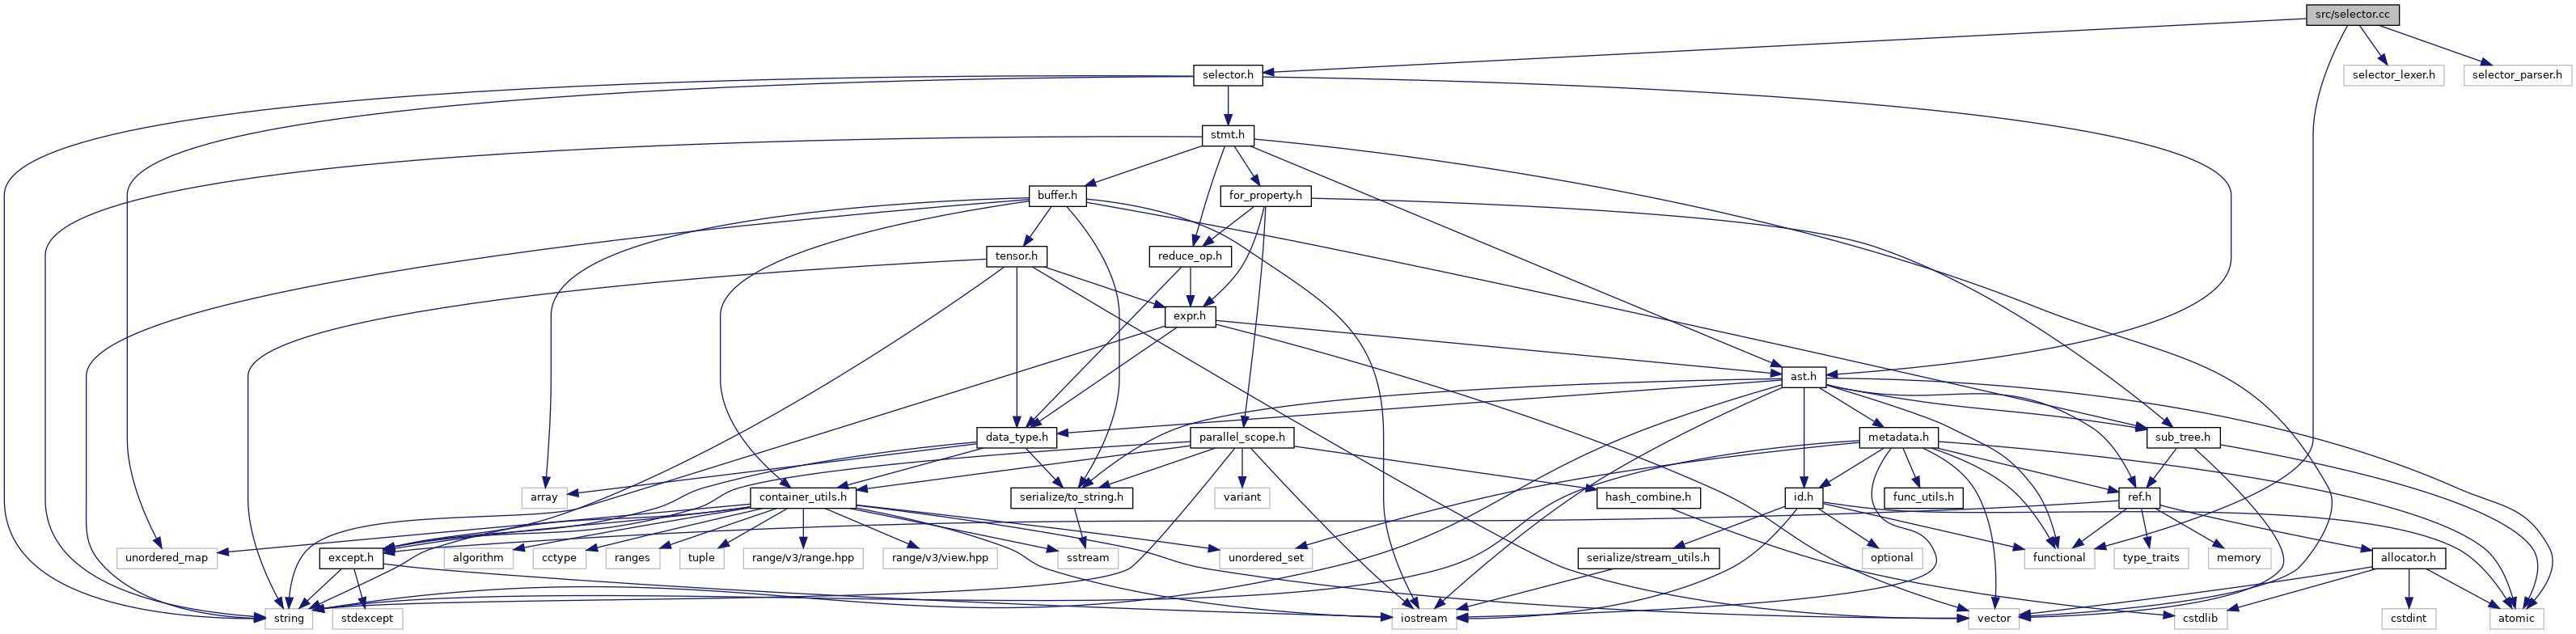 src/selector.cc
selector.h
selector_lexer.h
selector_parser.h
stmt.h
buffer.h
for_property.h
tensor.h
reduce_op.h
expr.h
ast.h
data_type.h
parallel_scope.h
metadata.h
sub_tree.h
array
container_utils.h
serialize/to_string.h
variant
hash_combine.h
id.h
func_utils.h
ref.h
unordered_map
except.h
algorithm
cctype
ranges
tuple
range/v3/range.hpp
range/v3/view.hpp
sstream
unordered_set
serialize/stream_utils.h
optional
functional
type_traits
memory
allocator.h
string
stdexcept
iostream
vector
cstdlib
cstdint
atomic